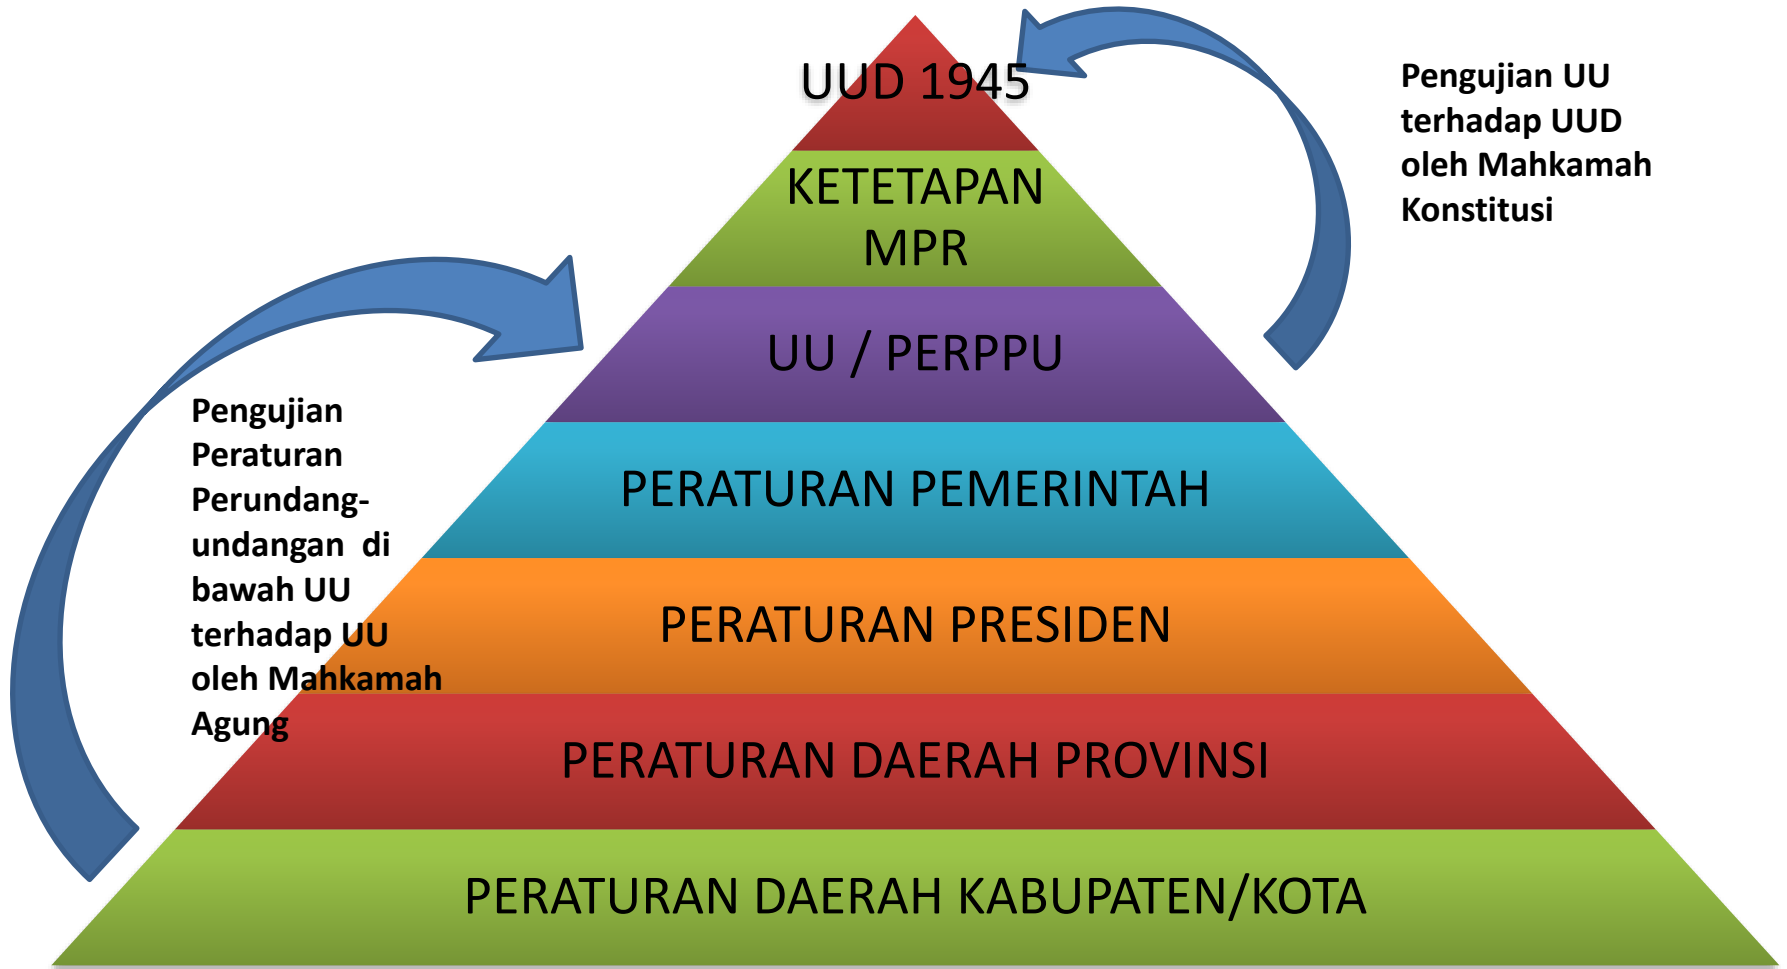 UUD 1945
KETETAPAN
MPR
UU / PERPPU
PERATURAN PEMERINTAH
PERATURAN PRESIDEN
PERATURAN DAERAH PROVINSI
PERATURAN DAERAH KABUPATEN/KOTA
Pengujian UU
terhadap UUD
oleh Mahkamah
Konstitusi
Pengujian
Peraturan
Perundang-
undangan  di
bawah UU
terhadap UU
oleh Mahkamah
Agung